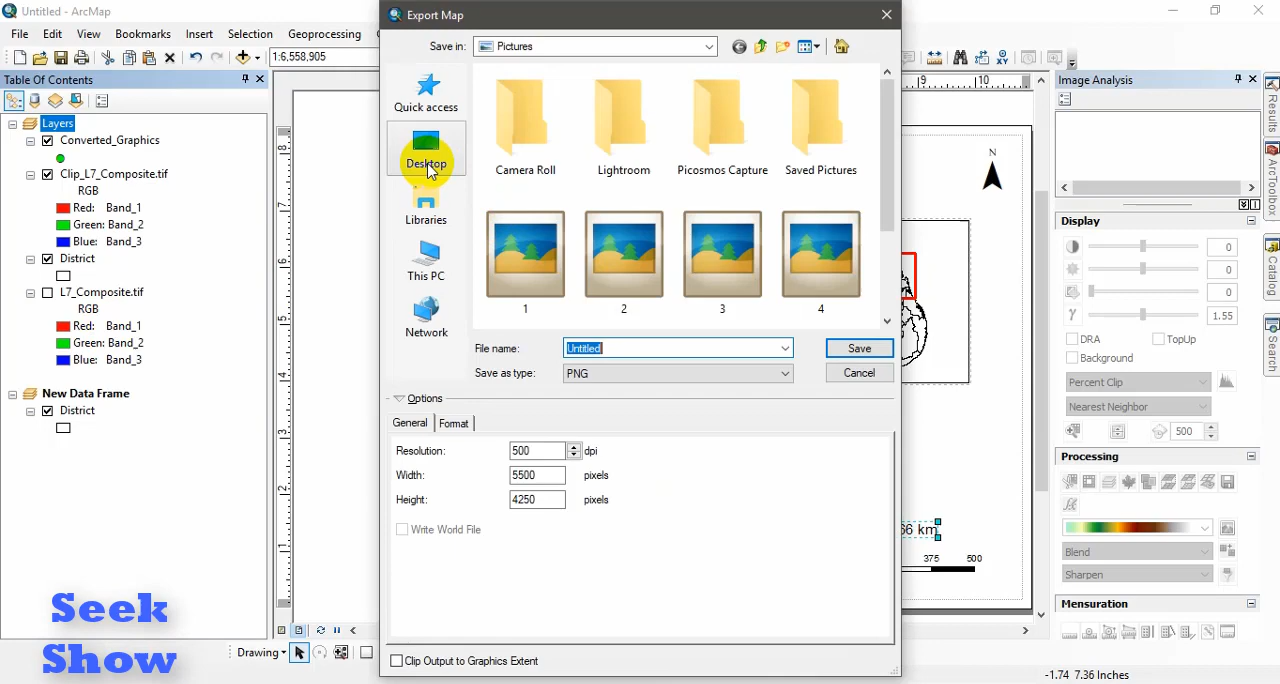 Untitled - ArcMap
File Edit View Bookmarks Insert Selection Geoprocessing
1:6,558,905
Table Of Contents
Layers
Converted_Graphics
Clip_L7_Composite.tif
RGB
Red: Band_1
Green: Band_2
Blue: Band_3
District
L7_Composite.tif
RGB
Red: Band_1
Green: Band_2
Blue: Band_3
New Data Frame
District
Seek
Show
Drawing
Export Map
Save in: Pictures
Quick access
Desktop
Libraries
This PC
Network
Camera Roll Lightroom Picosmos Capture Saved Pictures
1 2 3 4
File name: Untitled Save
Save as type: PNG Cancel
Options
General Format
Resolution: 500 dpi
Width: 5500 pixels
Height: 4250 pixels
Write World File
Clip Output to Graphics Extent
9 10
N
66 km
375 500
Image Analysis
Display
0
0
0
1.55
DRA TopUp
Background
Percent Clip
Nearest Neighbor
500
Processing
Blend
Sharpen
Mensuration
Results
ArcToolbox
Catalog
Search
-1.74 7.36 Inches